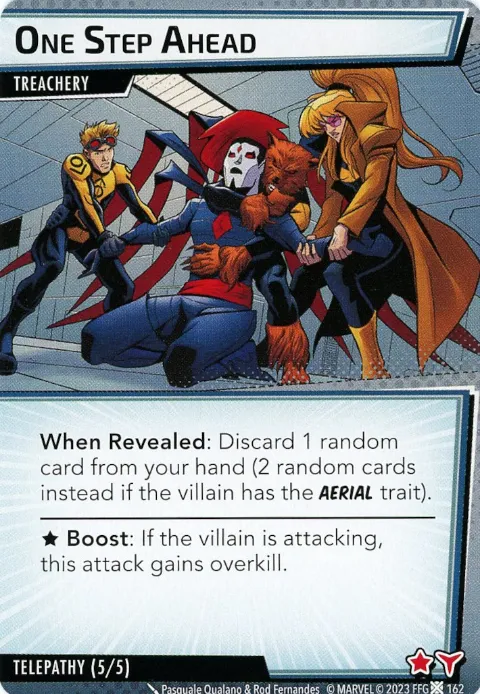 One Step Ahead
TREACHERY
When Revealed: Discard 1 random
card from your hand (2 random cards
instead if the villain has the AERIAL trait).
★ Boost: If the villain is attacking,
this attack gains overkill.
TELEPATHY (5/5)
Pasquale Qualano & Rod Fernandes © MARVEL © 2023 FFG 162